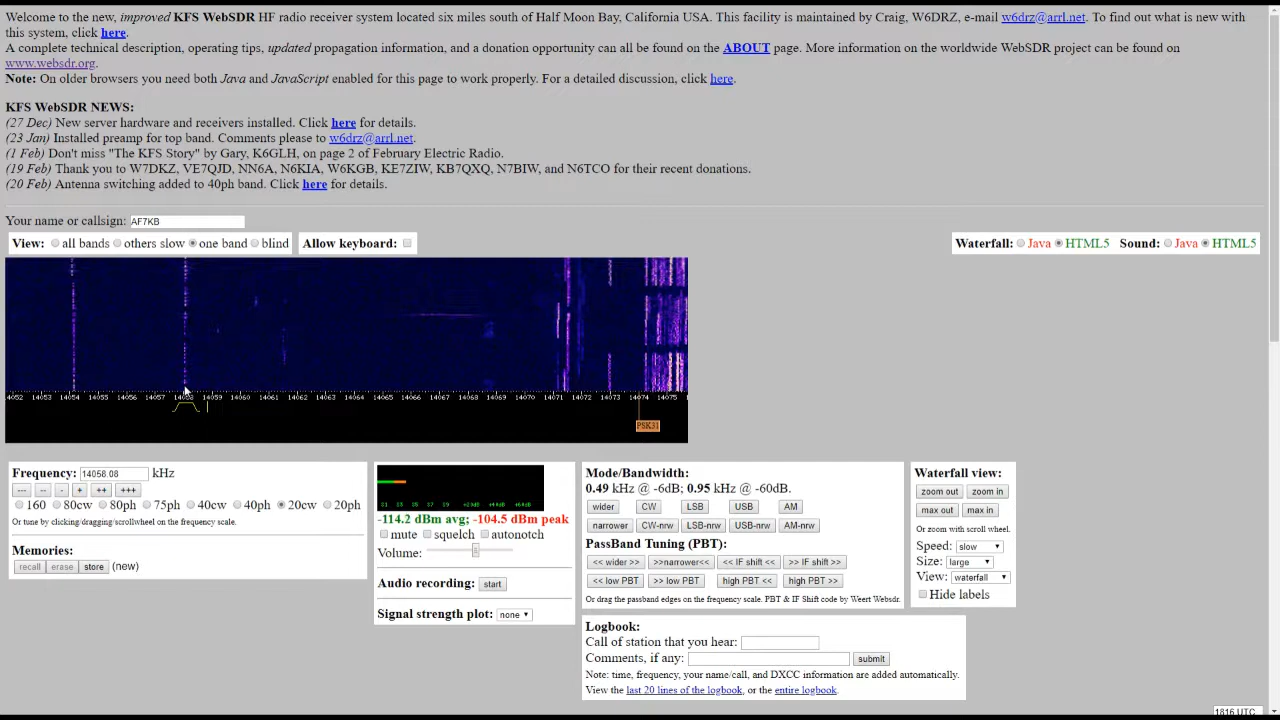 Welcome to the new, improved KFS WebSDR HF radio receiver system located six miles south of Half Moon Bay, California USA. This facility is maintained by Craig, W6DRZ, e-mail w6drz@arrl.net. To find out what is new with
this system, click here.
A complete technical description, operating tips, updated propagation information, and a donation opportunity can all be found on the ABOUT page. More information on the worldwide WebSDR project can be found on
www.websdr.org.
Note: On older browsers you need both Java and JavaScript enabled for this page to work properly. For a detailed discussion, click here.
KFS WebSDR NEWS:
(27 Dec) New server hardware and receivers installed. Click here for details.
(23 Jan) Installed preamp for top band. Comments please to w6drz@arrl.net.
(1 Feb) Don't miss "The KFS Story" by Gary, K6GLH, on page 2 of February Electric Radio.
(19 Feb) Thank you to W7DKZ, VE7QJD, NN6A, N6KIA, W6KGB, KE7ZIW, KB7QXQ, N7BIW, and N6TCO for their recent donations.
(20 Feb) Antenna switching added to 40ph band. Click here for details.
Your name or callsign: AF7KB
View: all bands others slow one band blind Allow keyboard: Waterfall: Java HTML5 Sound: Java HTML5
14052 14053 14054 14055 14056 14057 14058 14059 14060 14061 14062 14063 14064 14065 14066 14067 14068 14069 14070 14071 14072 14073 14074 14075
PSK31
Frequency: 14058.08 kHz
--- -- - + ++ +++
160 80cw 80ph 75ph 40cw 40ph 20cw 20ph
Or tune by clicking/dragging/scrollwheel on the frequency scale.
Memories:
recall erase store (new)
-114.2 dBm avg; -104.5 dBm peak
mute squelch autonotch
Volume:
Audio recording: start
Signal strength plot: none
Mode/Bandwidth:
0.49 kHz @ -6dB; 0.95 kHz @ -60dB.
wider CW LSB USB AM
narrower CW-nrw LSB-nrw USB-nrw AM-nrw
PassBand Tuning (PBT):
<< wider >> >>narrower<< << IF shift << >> IF shift >>
<< low PBT >> low PBT high PBT << high PBT >>
Or drag the passband edges on the frequency scale. PBT & IF Shift code by Weert Websdr.
Waterfall view:
zoom out zoom in
max out max in
Or zoom with scroll wheel.
Speed: slow
Size: large
View: waterfall
Hide labels
Logbook:
Call of station that you hear:
Comments, if any: submit
Note: time, frequency, your name/call, and DXCC information are added automatically.
View the last 20 lines of the logbook, or the entire logbook.
1816 UTC